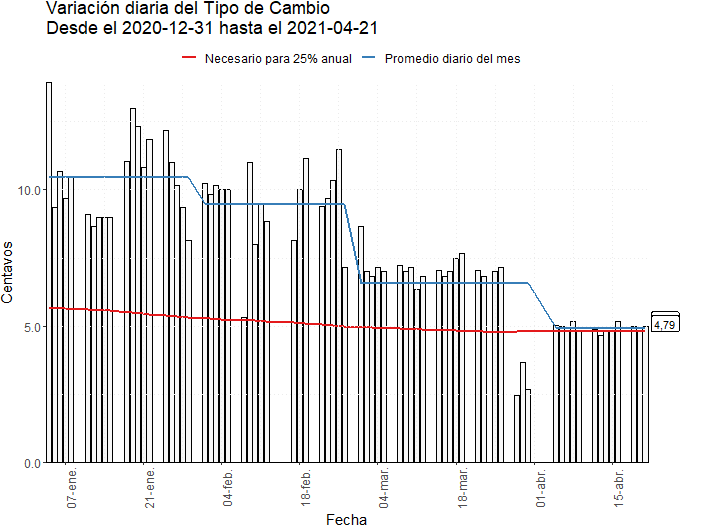 Variación diaria del Tipo de Cambio
Desde el 2020-12-31 hasta el 2021-04-21
Necesario para 25% anual
Promedio diario del mes
Centavos
10.0
5.0
0.0
4,79
07-ene.
21-ene.
04-feb.
18-feb.
04-mar.
18-mar.
01-abr.
15-abr.
Fecha